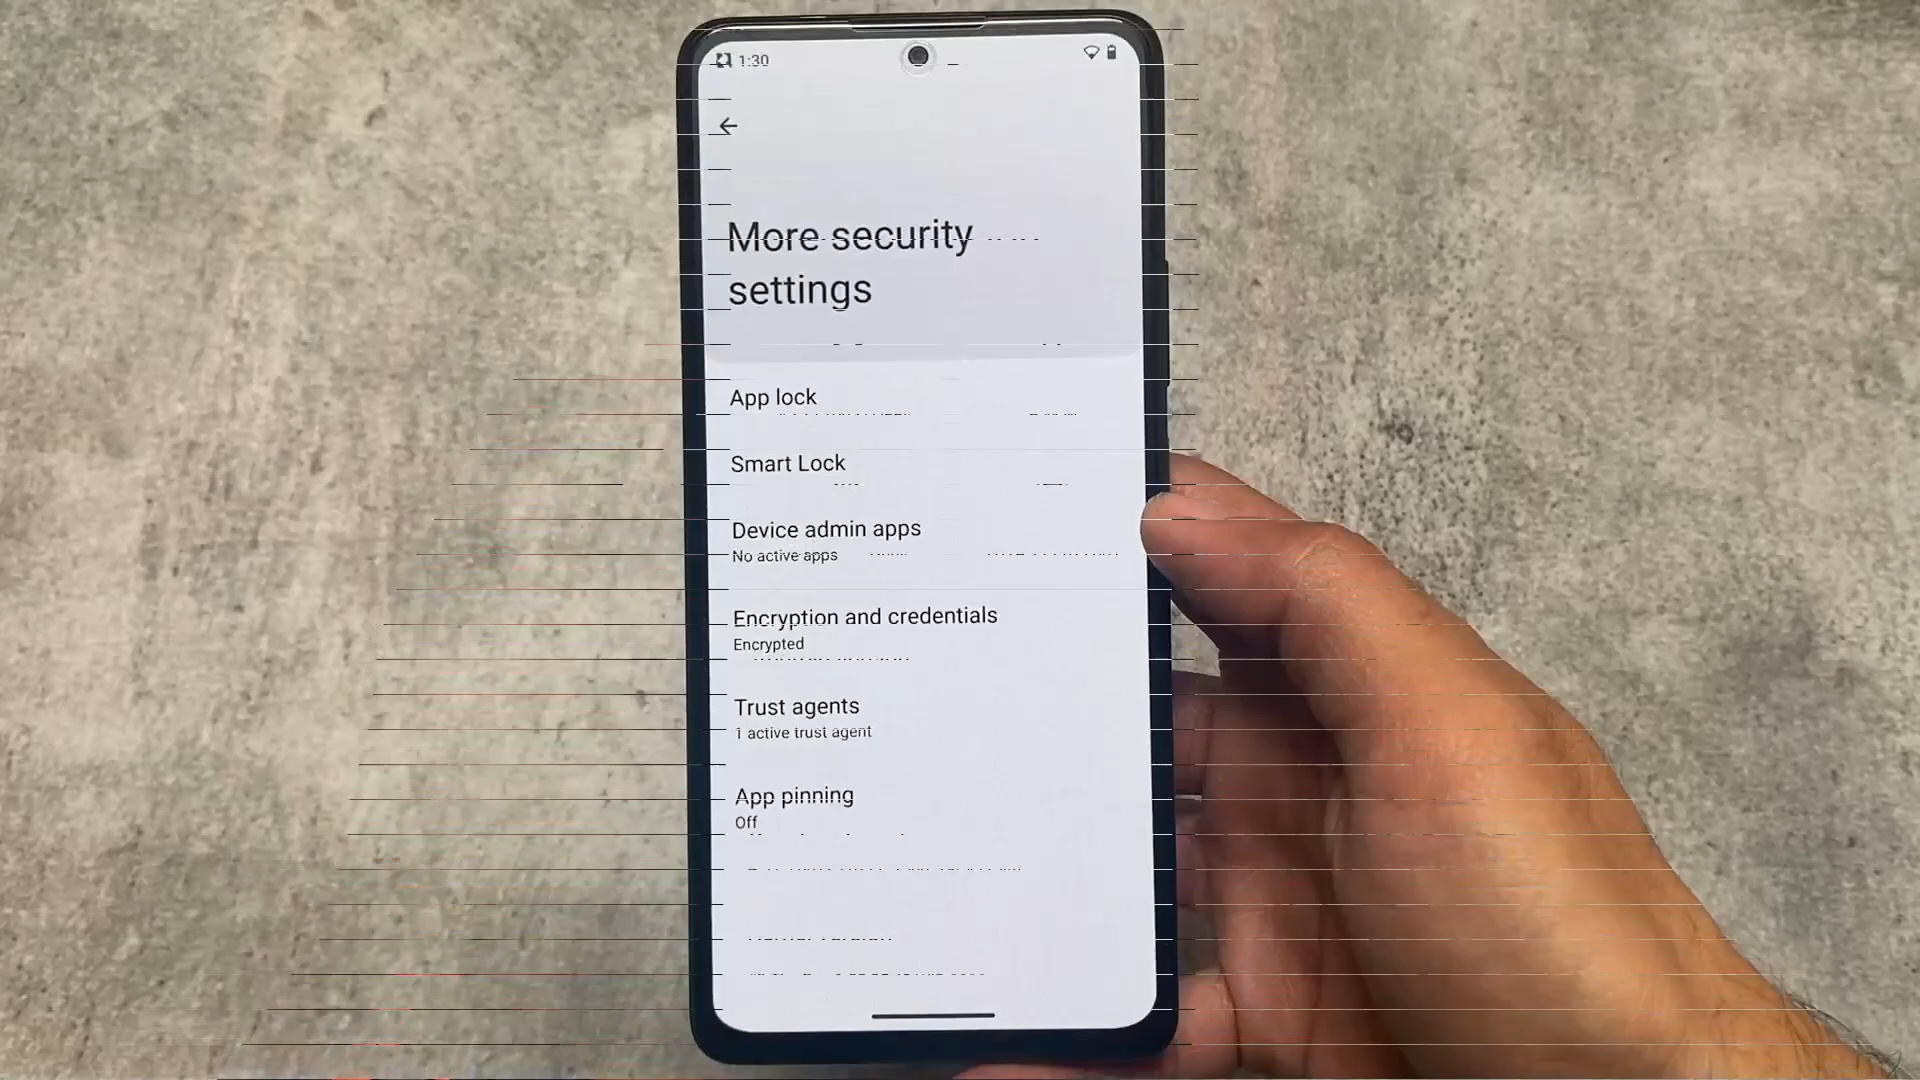 1:30
More security
settings
App lock
Smart Lock
Device admin apps
No active apps
Encryption and credentials
Encrypted
Trust agents
1 active trust agent
App pinning
Off